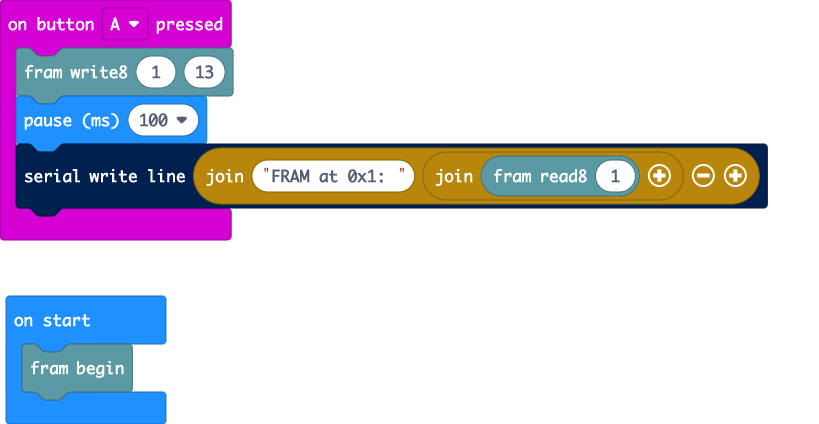 on button A pressed
fram write8 1 13
pause (ms) 100
serial write line join "FRAM at 0x1: " join fram read8 1
on start
fram begin